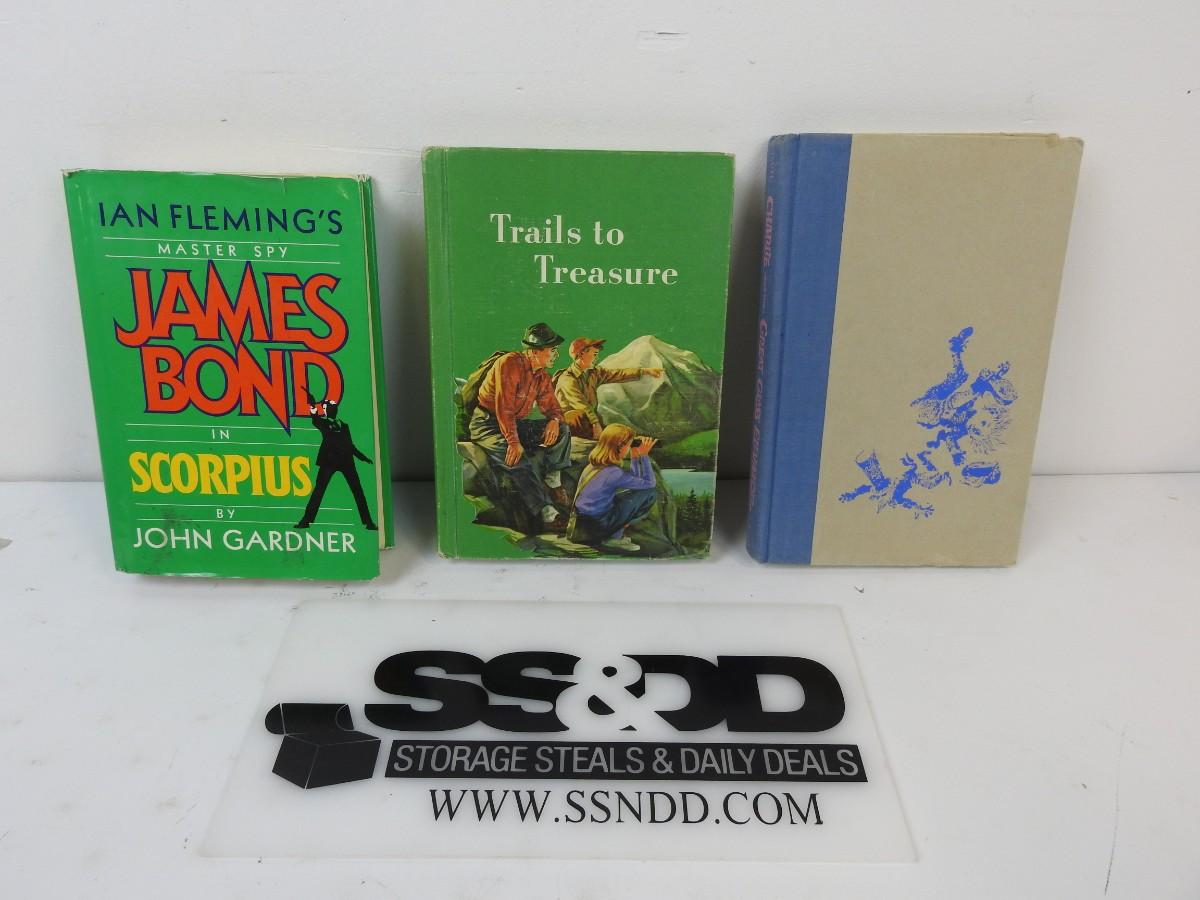 IAN FLEMING'S
MASTER SPY
JAMES
BOND
IN
SCORPIUS
BY
JOHN GARDNER
Trails to
Treasure
SS&DD
STORAGE STEALS & DAILY DEALS
WWW.SSNDD.COM